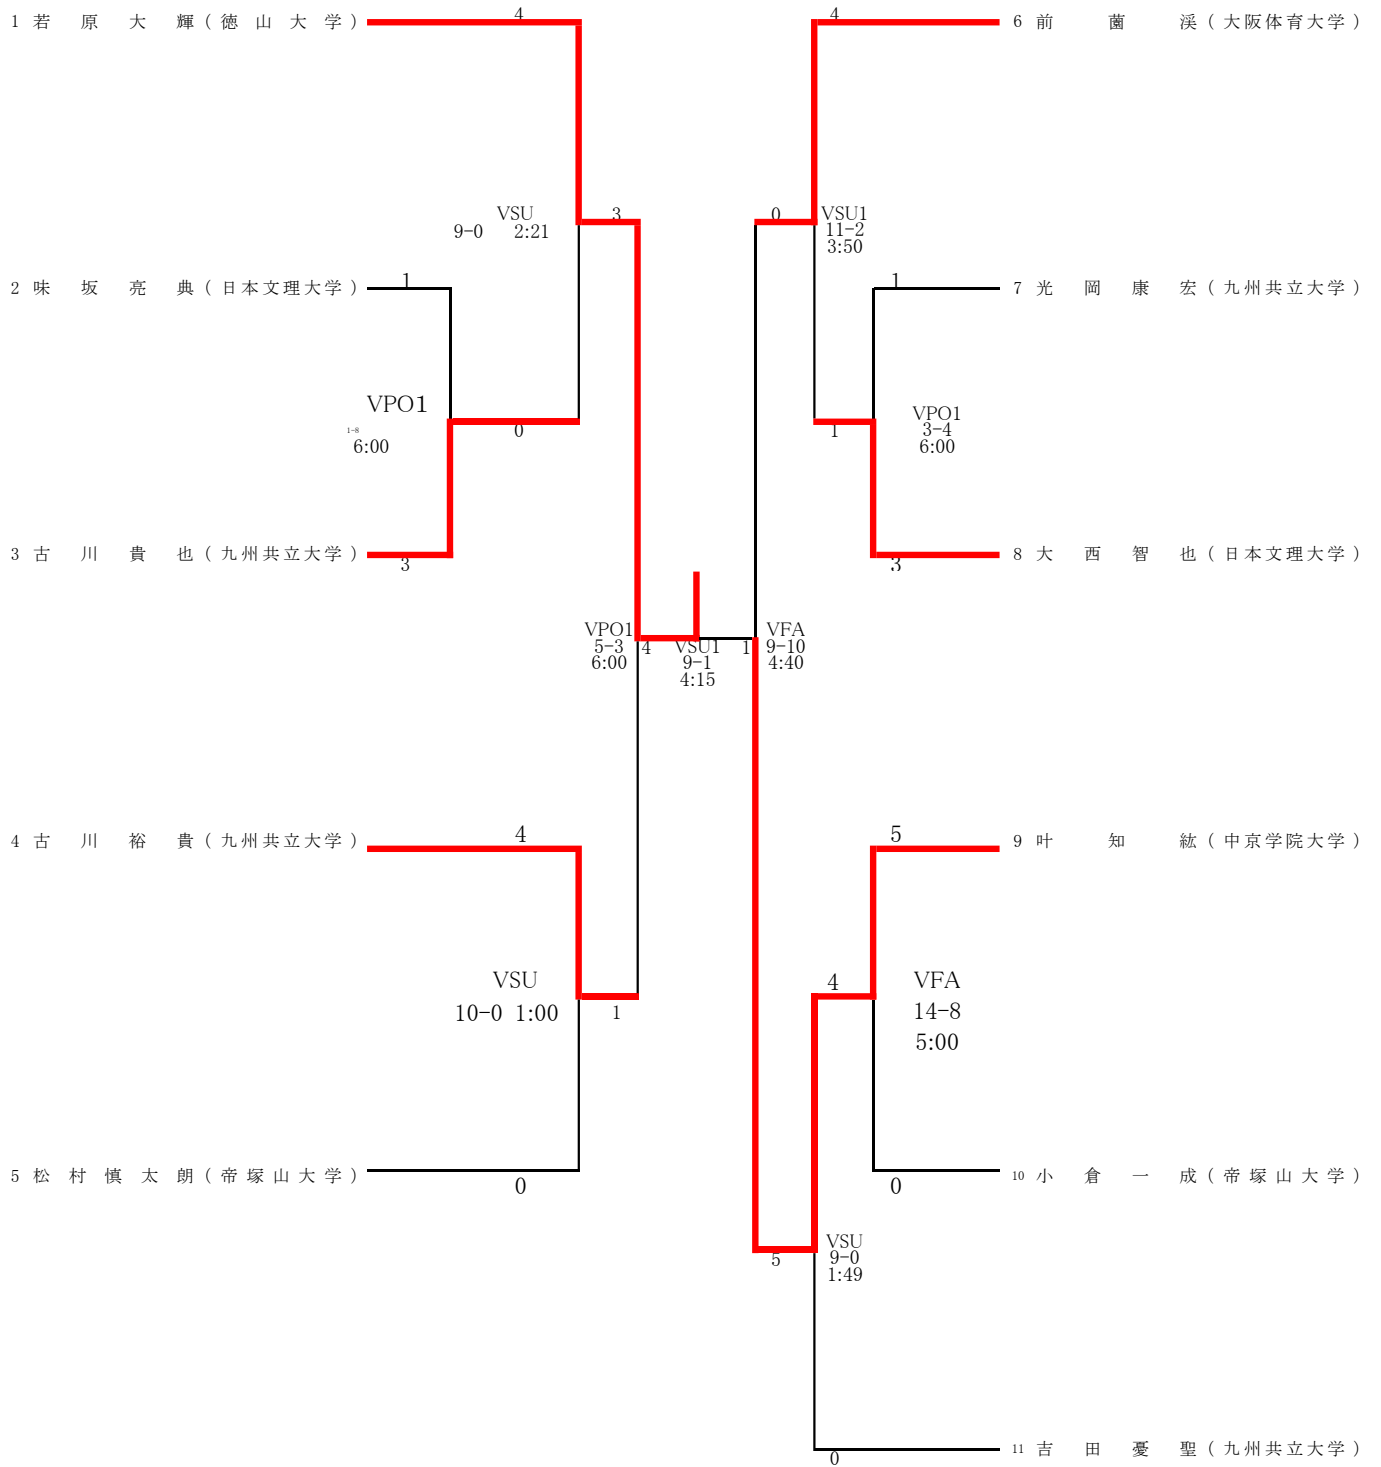 1 若原大輝(徳山大学)
4
4
6 前薗渓(大阪体育大学)
VSU
9-0 2:21
3
0
VSU1
11-2
3:50
2 味坂亮典(日本文理大学)
1
1
7 光岡康宏(九州共立大学)
VPO1
1-8
6:00
0
1
VPO1
3-4
6:00
3 古川貴也(九州共立大学)
3
3
8 大西智也(日本文理大学)
VPO1
5-3
6:00
4
VSU1
9-1
4:15
1
VFA
9-10
4:40
4 古川裕貴(九州共立大学)
4
5
9 叶知紘(中京学院大学)
VSU
10-0 1:00
1
4
VFA
14-8
5:00
5 松村慎太朗(帝塚山大学)
0
0
10 小倉一成(帝塚山大学)
5
VSU
9-0
1:49
0
11 吉田憂聖(九州共立大学)